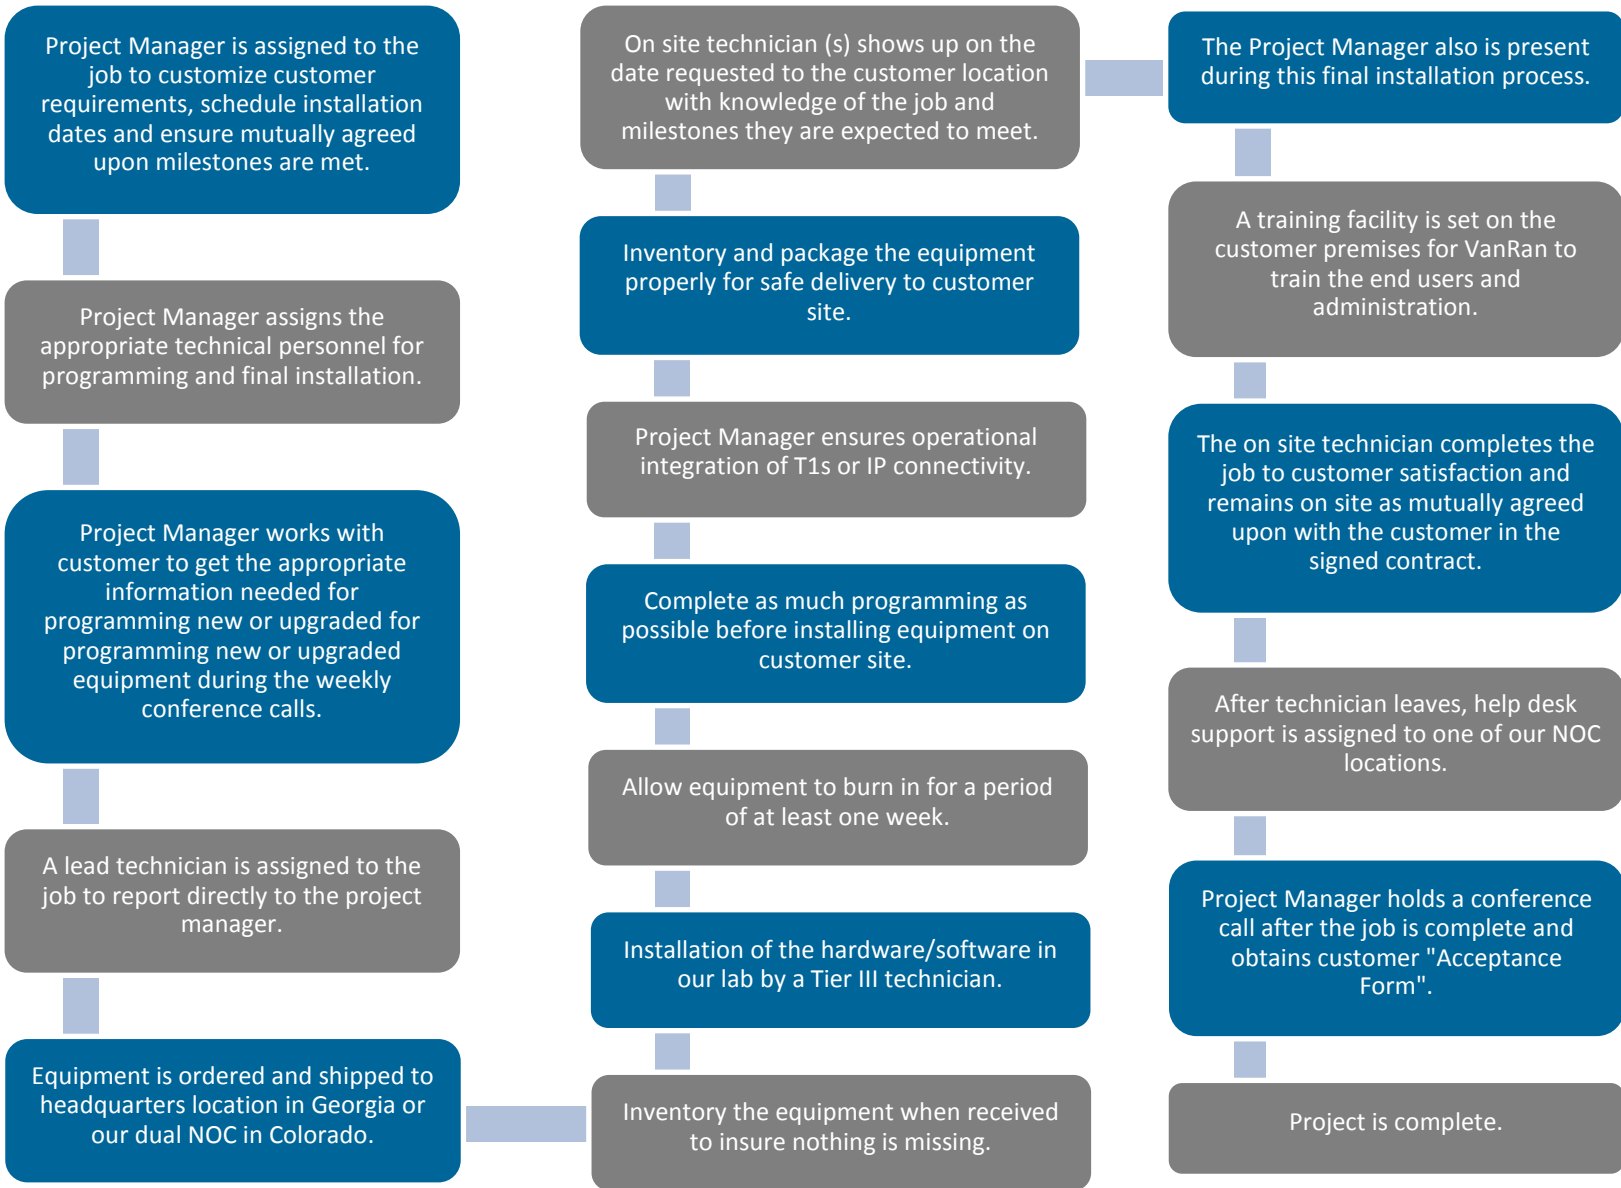 Project Manager is assigned to the
job to customize customer
requirements, schedule installation
dates and ensure mutually agreed
upon milestones are met.
Project Manager assigns the
appropriate technical personnel for
programming and final installation.
Project Manager works with
customer to get the appropriate
information needed for
programming new or upgraded for
programming new or upgraded
equipment during the weekly
conference calls.
A lead technician is assigned to the
job to report directly to the project
manager.
Equipment is ordered and shipped to
headquarters location in Georgia or
our dual NOC in Colorado.
Inventory the equipment when received
to insure nothing is missing.
Installation of the hardware/software in
our lab by a Tier III technician.
Allow equipment to burn in for a period
of at least one week.
Complete as much programming as
possible before installing equipment on
customer site.
Project Manager ensures operational
integration of T1s or IP connectivity.
Inventory and package the equipment
properly for safe delivery to customer
site.
On site technician (s) shows up on the
date requested to the customer location
with knowledge of the job and
milestones they are expected to meet.
The Project Manager also is present
during this final installation process.
A training facility is set on the
customer premises for VanRan to
train the end users and
administration.
The on site technician completes the
job to customer satisfaction and
remains on site as mutually agreed
upon with the customer in the
signed contract.
After technician leaves, help desk
support is assigned to one of our NOC
locations.
Project Manager holds a conference
call after the job is complete and
obtains customer "Acceptance
Form".
Project is complete.